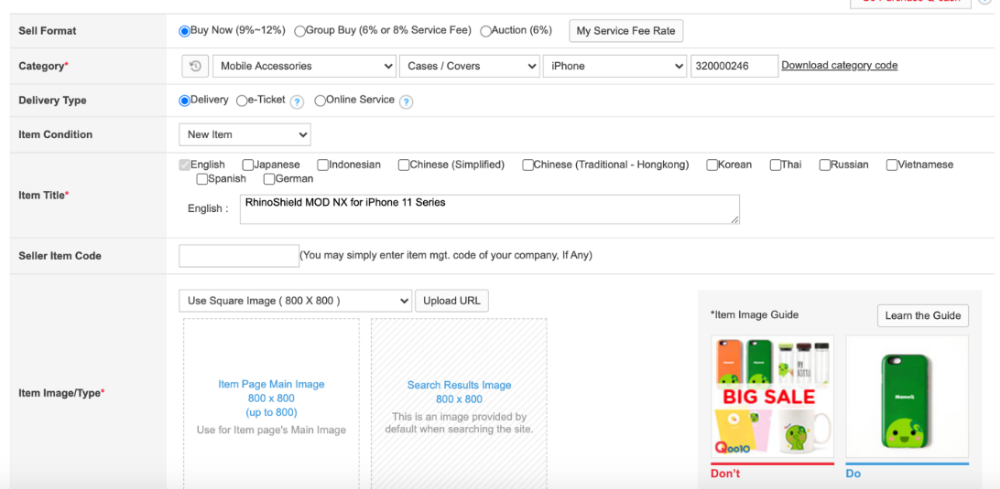 Sell Format
Buy Now (9%~12%) Group Buy (6% or 8% Service Fee) Auction (6%) My Service Fee Rate
Category* Mobile Accessories Cases / Covers iPhone 320000246 Download category code
Delivery Type Delivery e-Ticket ? Online Service ?
Item Condition New Item
English Japanese Indonesian Chinese (Simplified) Chinese (Traditional - Hongkong) Korean Thai Russian Vietnamese
Spanish German
Item Title*
English : RhinoShield MOD NX for iPhone 11 Series
Seller Item Code (You may simply enter item mgt. code of your company, If Any)
Use Square Image ( 800 X 800 ) Upload URL
*Item Image Guide Learn the Guide
Item Image/Type*
Item Page Main Image
800 x 800
(up to 800)
Use for Item page's Main Image
Search Results Image
800 x 800
This is an image provided by
default when searching the site.
BIG SALE
Qoo10
Don't Do